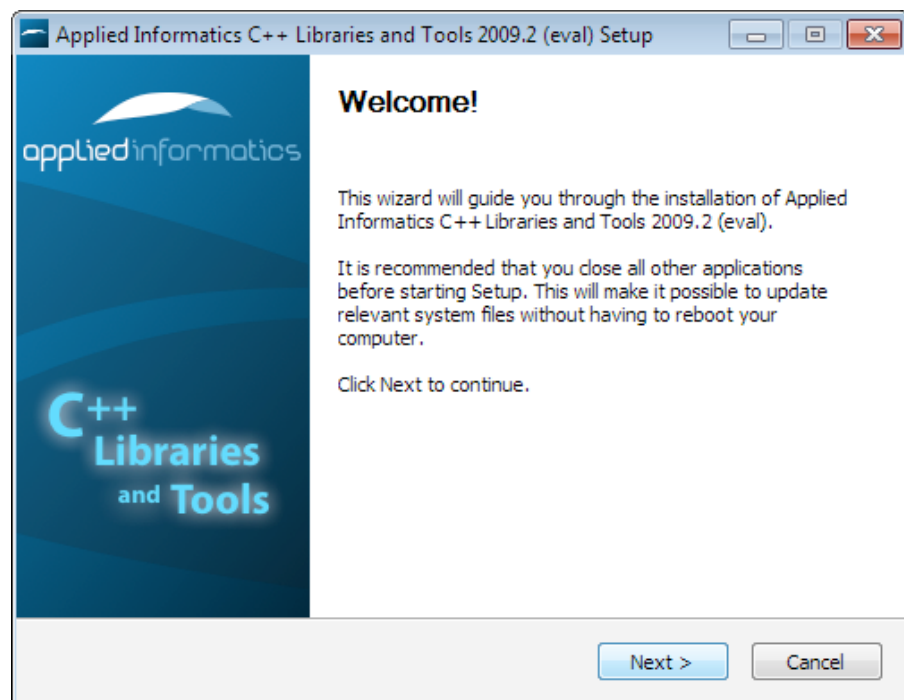 Applied Informatics C++ Libraries and Tools 2009.2 (eval) Setup
appliedinformatics
Welcome!
This wizard will guide you through the installation of Applied
Informatics C++ Libraries and Tools 2009.2 (eval).
It is recommended that you close all other applications
before starting Setup. This will make it possible to update
relevant system files without having to reboot your
computer.
Click Next to continue.
C++
Libraries
and Tools
Next >
Cancel